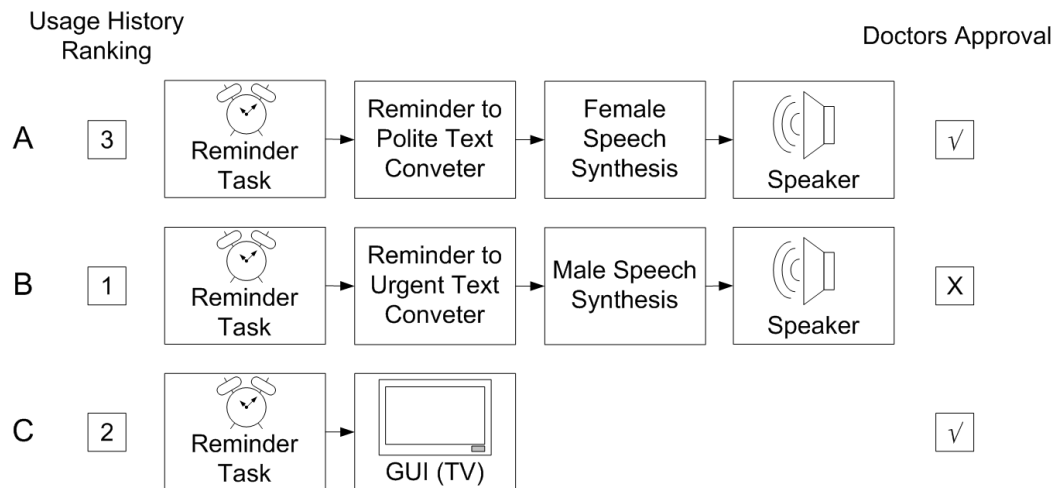 Usage History
Ranking
Doctors Approval
A
3
Reminder
Task
Reminder to
Polite Text
Conveter
Female
Speech
Synthesis
Speaker
√
B
1
Reminder
Task
Reminder to
Urgent Text
Conveter
Male Speech
Synthesis
Speaker
X
C
2
Reminder
Task
GUI (TV)
√